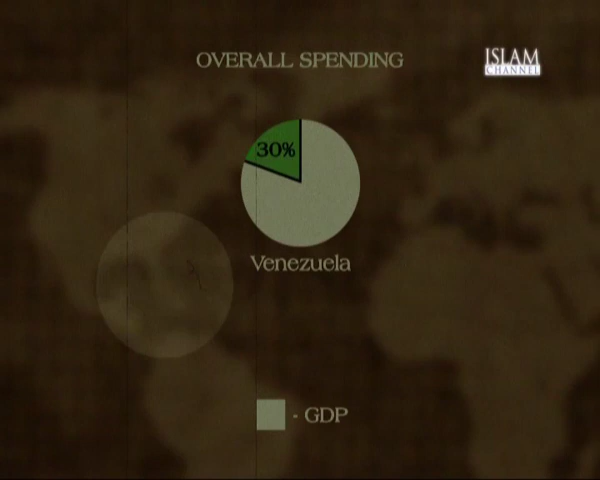 OVERALL SPENDING
ISLAM
CHANNEL
30%
Venezuela
- GDP